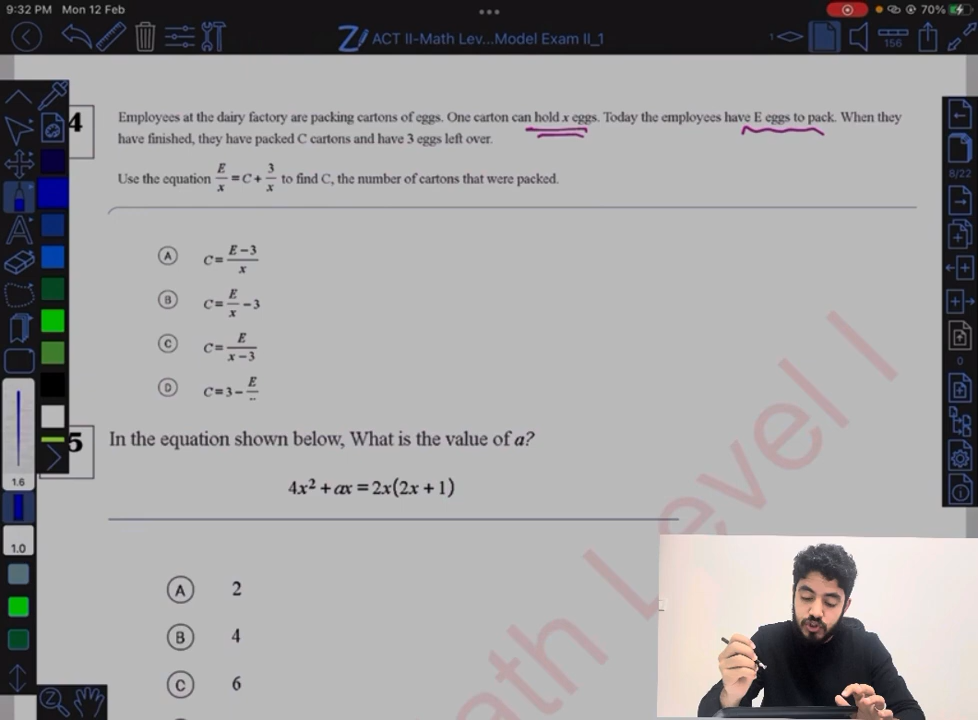 9:32 PM Mon 12 Feb
70%
ACT II-Math Lev...Model Exam II_1
1
156
4
Employees at the dairy factory are packing cartons of eggs. One carton can hold x eggs. Today the employees have E eggs to pack. When they
have finished, they have packed C cartons and have 3 eggs left over.
Use the equation E/x = C + 3/x to find C, the number of cartons that were packed.
A C = E-3/x
B C = E/x - 3
C C = E/x-3
D C = 3 - E
5
In the equation shown below, What is the value of a?
4x² + ax = 2x(2x + 1)
A 2
B 4
C 6
1.6
1.0
8/22
0
ath Level I